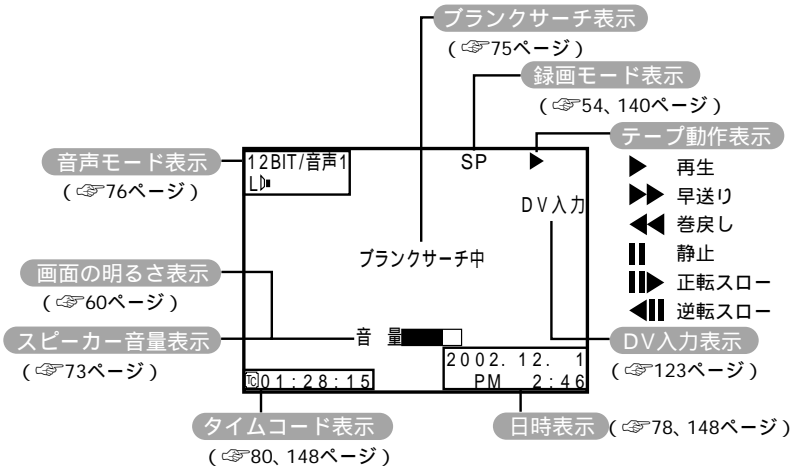 ブランクサーチ表示
(☞75ページ)
録画モード表示
(☞54、140ページ)
テープ動作表示
▶ 再生
▶▶ 早送り
◀◀ 巻戻し
❙❙ 静止
❙❙▶ 正転スロー
◀❙❙ 逆転スロー
音声モード表示
(☞76ページ)
12BIT/音声1
L
SP ▶
DV入力
ブランクサーチ中
画面の明るさ表示
(☞60ページ)
スピーカー音量表示
(☞73ページ)
音 量
2002.12. 1
PM 2:46
TC 01:28:15
DV入力表示
(☞123ページ)
タイムコード表示
(☞80、148ページ)
日時表示 (☞78、148ページ)